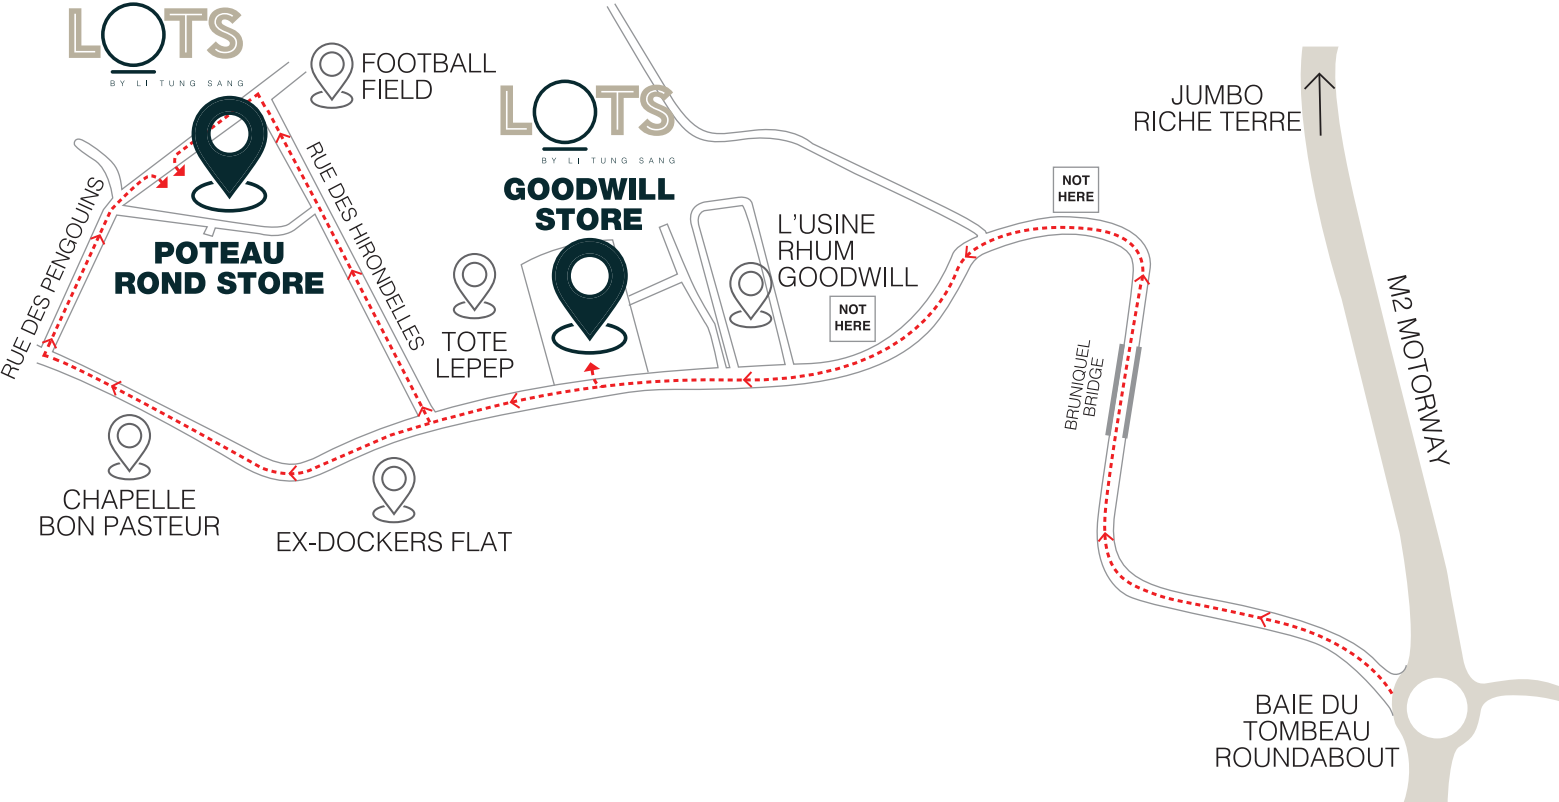 LOTS
BY LI TUNG SANG
FOOTBALL
FIELD
LOTS
BY LI TUNG SANG
GOODWILL
STORE
JUMBO
RICHE TERRE
NOT
HERE
RUE DES PENGOUINS
RUE DES HIRONDELLES
POTEAU
ROND STORE
L'USINE
RHUM
GOODWILL
NOT
HERE
TOTE
LEPEP
BRUNIQUEL
BRIDGE
M2 MOTORWAY
CHAPELLE
BON PASTEUR
EX-DOCKERS FLAT
BAIE DU
TOMBEAU
ROUNDABOUT